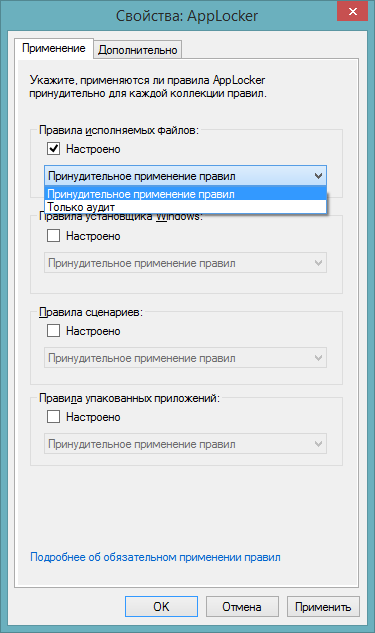 Свойства: AppLocker
Применение
Дополнительно
Укажите, применяются ли правила AppLocker
принудительно для каждой коллекции правил.
Правила исполняемых файлов:
Настроено
Принудительное применение правил
Принудительное применение правил
Только аудит
Правила установщика Windows:
Настроено
Принудительное применение правил
Правила сценариев:
Настроено
Принудительное применение правил
Правила упакованных приложений:
Настроено
Принудительное применение правил
Подробнее об обязательном применении правил
OK
Отмена
Применить